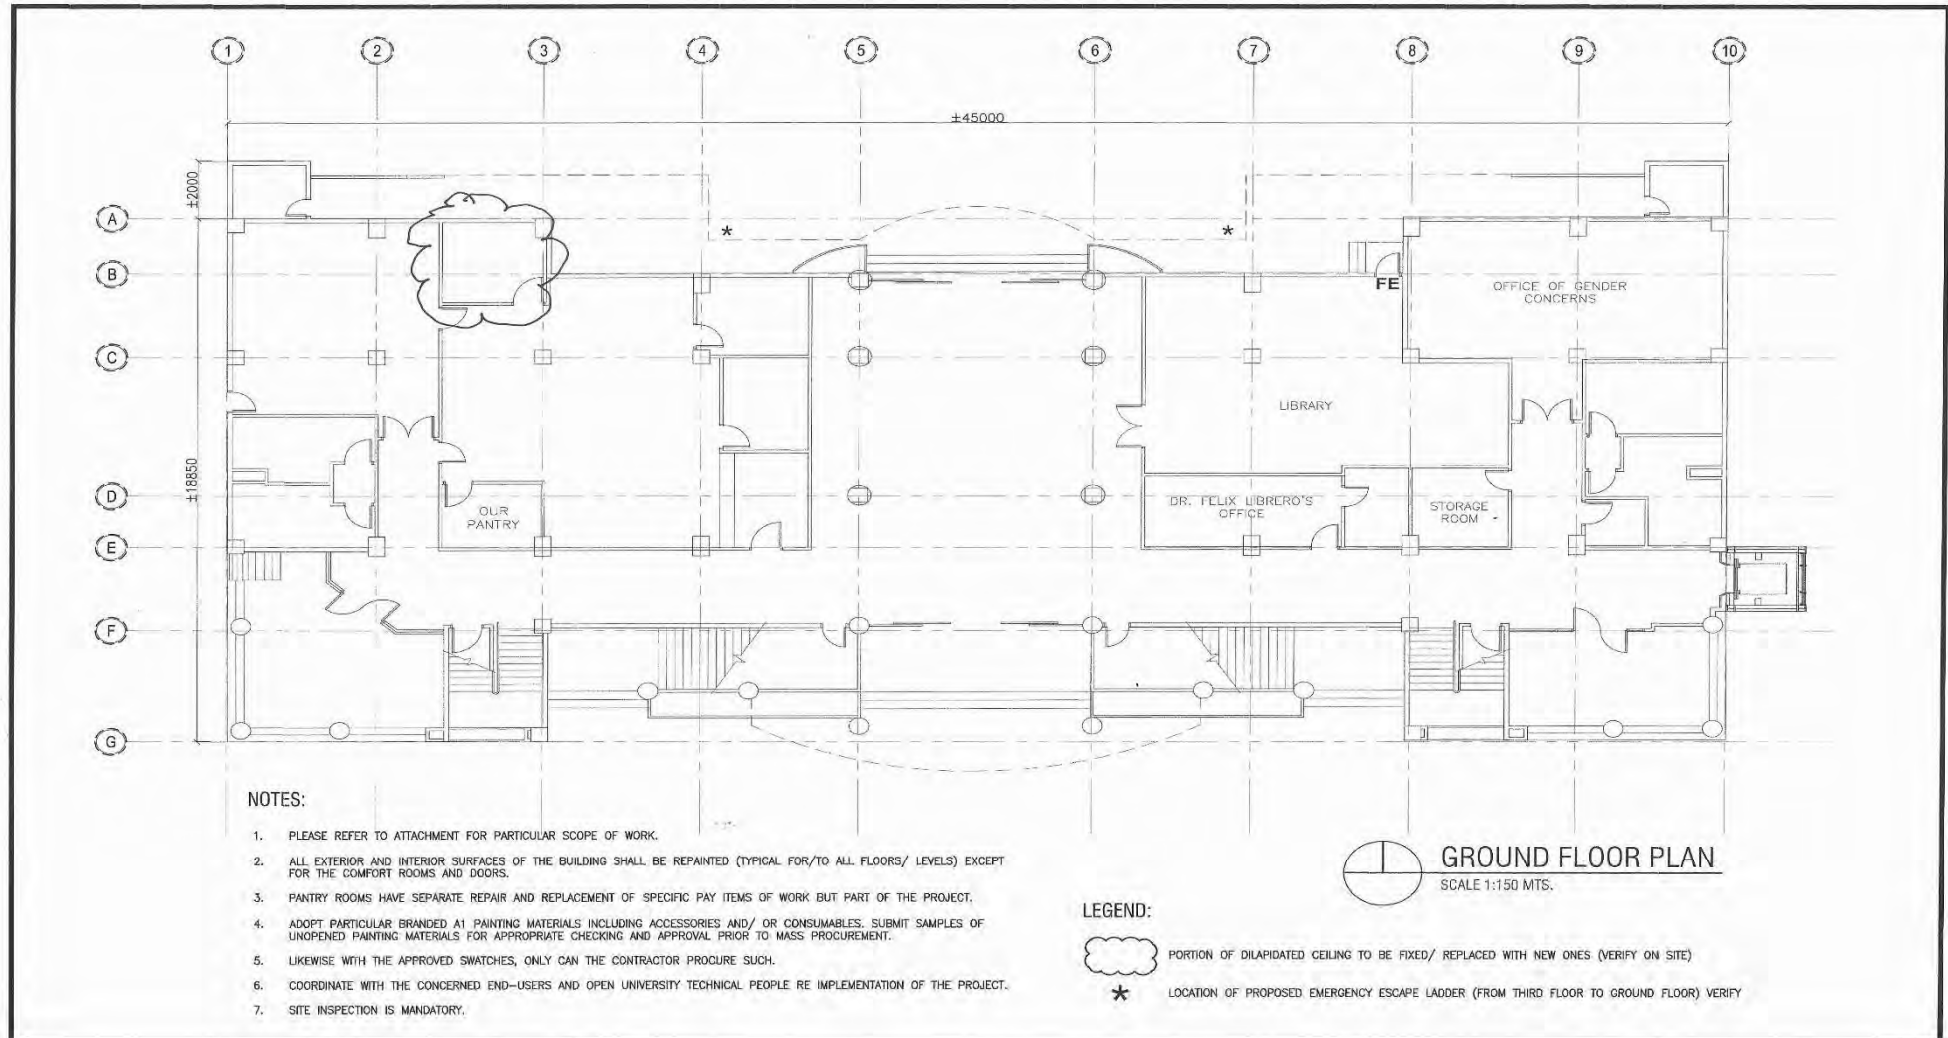 1 2 3 4 5 6 7 8 9 10
±45000
±2000
A
*
*
B
FE
OFFICE OF GENDER
CONCERNS
C
LIBRARY
±18850
D
OUR
PANTRY
DR. FELIX LIBRERO'S
OFFICE
STORAGE
ROOM
E
F
G
NOTES:
1. PLEASE REFER TO ATTACHMENT FOR PARTICULAR SCOPE OF WORK.
2. ALL EXTERIOR AND INTERIOR SURFACES OF THE BUILDING SHALL BE REPAINTED (TYPICAL FOR/TO ALL FLOORS/ LEVELS) EXCEPT
FOR THE COMFORT ROOMS AND DOORS.
3. PANTRY ROOMS HAVE SEPARATE REPAIR AND REPLACEMENT OF SPECIFIC PAY ITEMS OF WORK BUT PART OF THE PROJECT.
4. ADOPT PARTICULAR BRANDED A1 PAINTING MATERIALS INCLUDING ACCESSORIES AND/ OR CONSUMABLES. SUBMIT SAMPLES OF
UNOPENED PAINTING MATERIALS FOR APPROPRIATE CHECKING AND APPROVAL PRIOR TO MASS PROCUREMENT.
5. LIKEWISE WITH THE APPROVED SWATCHES, ONLY CAN THE CONTRACTOR PROCURE SUCH.
6. COORDINATE WITH THE CONCERNED END-USERS AND OPEN UNIVERSITY TECHNICAL PEOPLE RE IMPLEMENTATION OF THE PROJECT.
7. SITE INSPECTION IS MANDATORY.
GROUND FLOOR PLAN
SCALE 1:150 MTS.
LEGEND:
PORTION OF DILAPIDATED CEILING TO BE FIXED/ REPLACED WITH NEW ONES (VERIFY ON SITE)
* LOCATION OF PROPOSED EMERGENCY ESCAPE LADDER (FROM THIRD FLOOR TO GROUND FLOOR) VERIFY